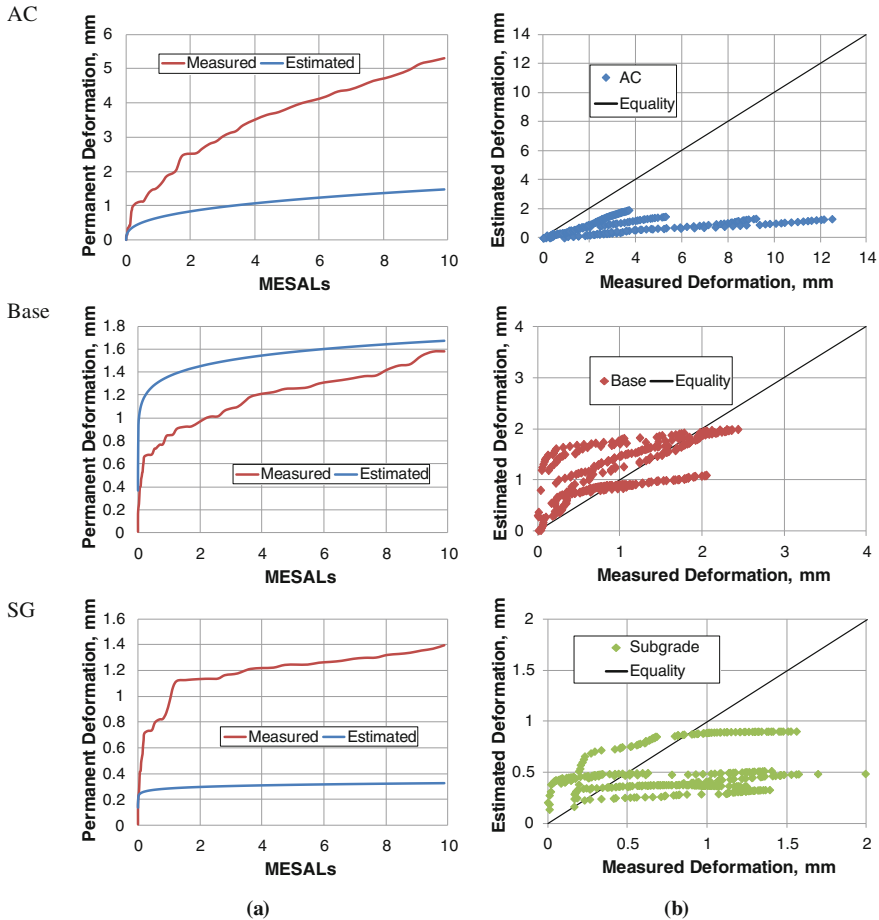 AC
Permanent Deformation, mm
6
5
4
3
2
1
0
Measured Estimated
0 2 4 6 8 10
MESALs
Estimated Deformation, mm
14
12
10
8
6
4
2
0
AC
Equality
0 2 4 6 8 10 12 14
Measured Deformation, mm
Base
Permanent Deformation, mm
1.8
1.6
1.4
1.2
1
0.8
0.6
0.4
0.2
0
Measured Estimated
0 2 4 6 8 10
MESALs
Estimated Deformation, mm
4
3
2
1
0
Base Equality
0 1 2 3 4
Measured Deformation, mm
SG
Permanent Deformation, mm
1.6
1.4
1.2
1
0.8
0.6
0.4
0.2
0
Measured Estimated
0 2 4 6 8 10
MESALs
Estimated Deformation, mm
2
1.5
1
0.5
0
Subgrade
Equality
0 0.5 1 1.5 2
Measured Deformation, mm
(a) (b)